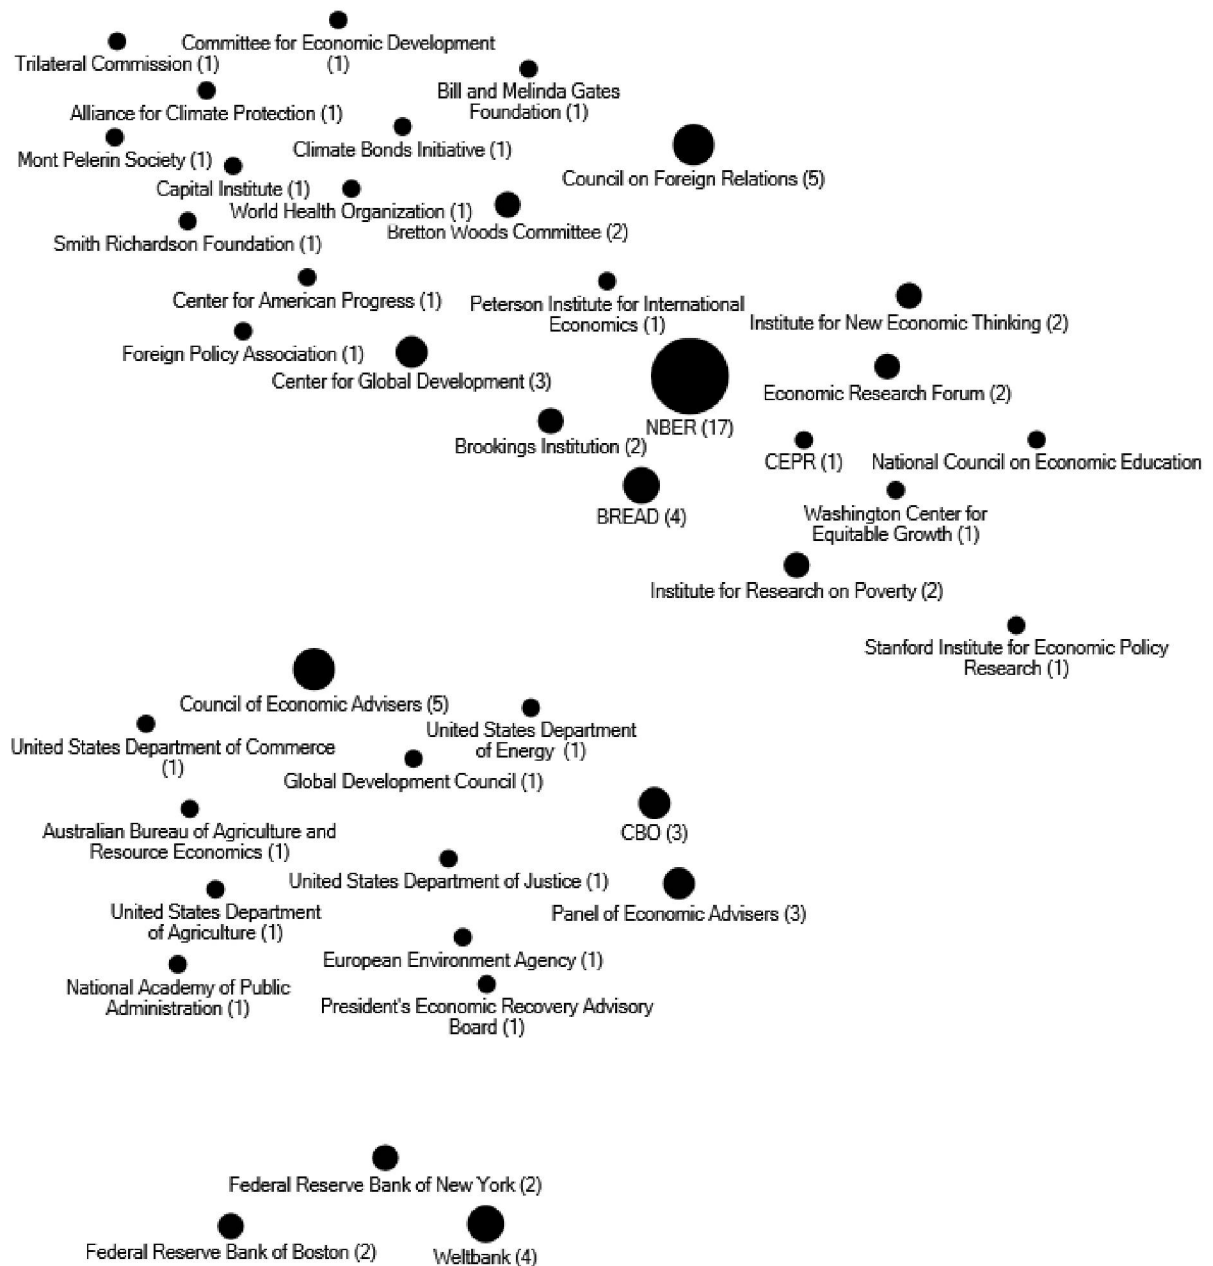 Committee for Economic Development
(1)
Trilateral Commission (1)
Bill and Melinda Gates
Foundation (1)
Alliance for Climate Protection (1)
Climate Bonds Initiative (1)
Mont Pelerin Society (1)
Council on Foreign Relations (5)
Capital Institute (1)
World Health Organization (1)
Bretton Woods Committee (2)
Smith Richardson Foundation (1)
Center for American Progress (1)
Peterson Institute for International
Economics (1)
Institute for New Economic Thinking (2)
Foreign Policy Association (1)
Center for Global Development (3)
Economic Research Forum (2)
NBER (17)
Brookings Institution (2)
CEPR (1)
National Council on Economic Education
BREAD (4)
Washington Center for
Equitable Growth (1)
Institute for Research on Poverty (2)
Stanford Institute for Economic Policy
Research (1)
Council of Economic Advisers (5)
United States Department
of Energy (1)
United States Department of Commerce
(1)
Global Development Council (1)
Australian Bureau of Agriculture and
Resource Economics (1)
CBO (3)
United States Department of Justice (1)
Panel of Economic Advisers (3)
United States Department
of Agriculture (1)
European Environment Agency (1)
National Academy of Public
Administration (1)
President's Economic Recovery Advisory
Board (1)
Federal Reserve Bank of New York (2)
Federal Reserve Bank of Boston (2)
Weltbank (4)